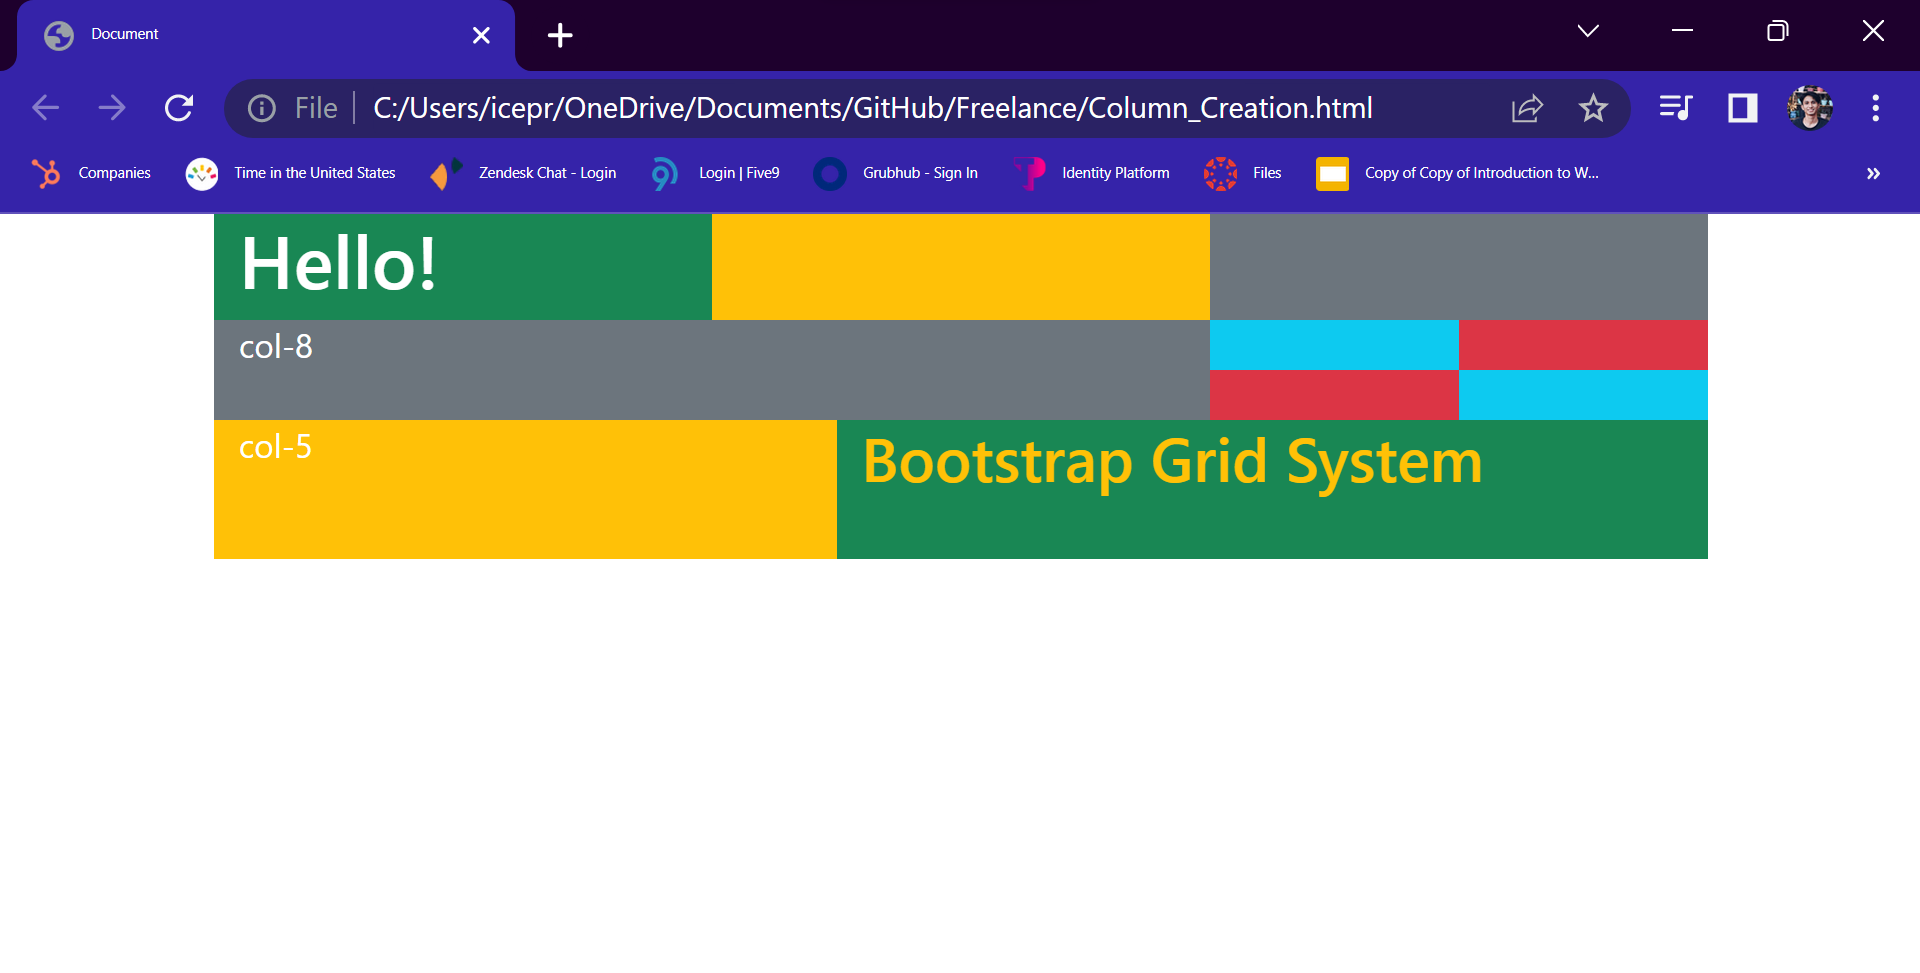 Document
File C:/Users/icepr/OneDrive/Documents/GitHub/Freelance/Column_Creation.html
Companies Time in the United States Zendesk Chat - Login Login | Five9 Grubhub - Sign In Identity Platform Files Copy of Copy of Introduction to W...
Hello!
col-8
col-5
Bootstrap Grid System